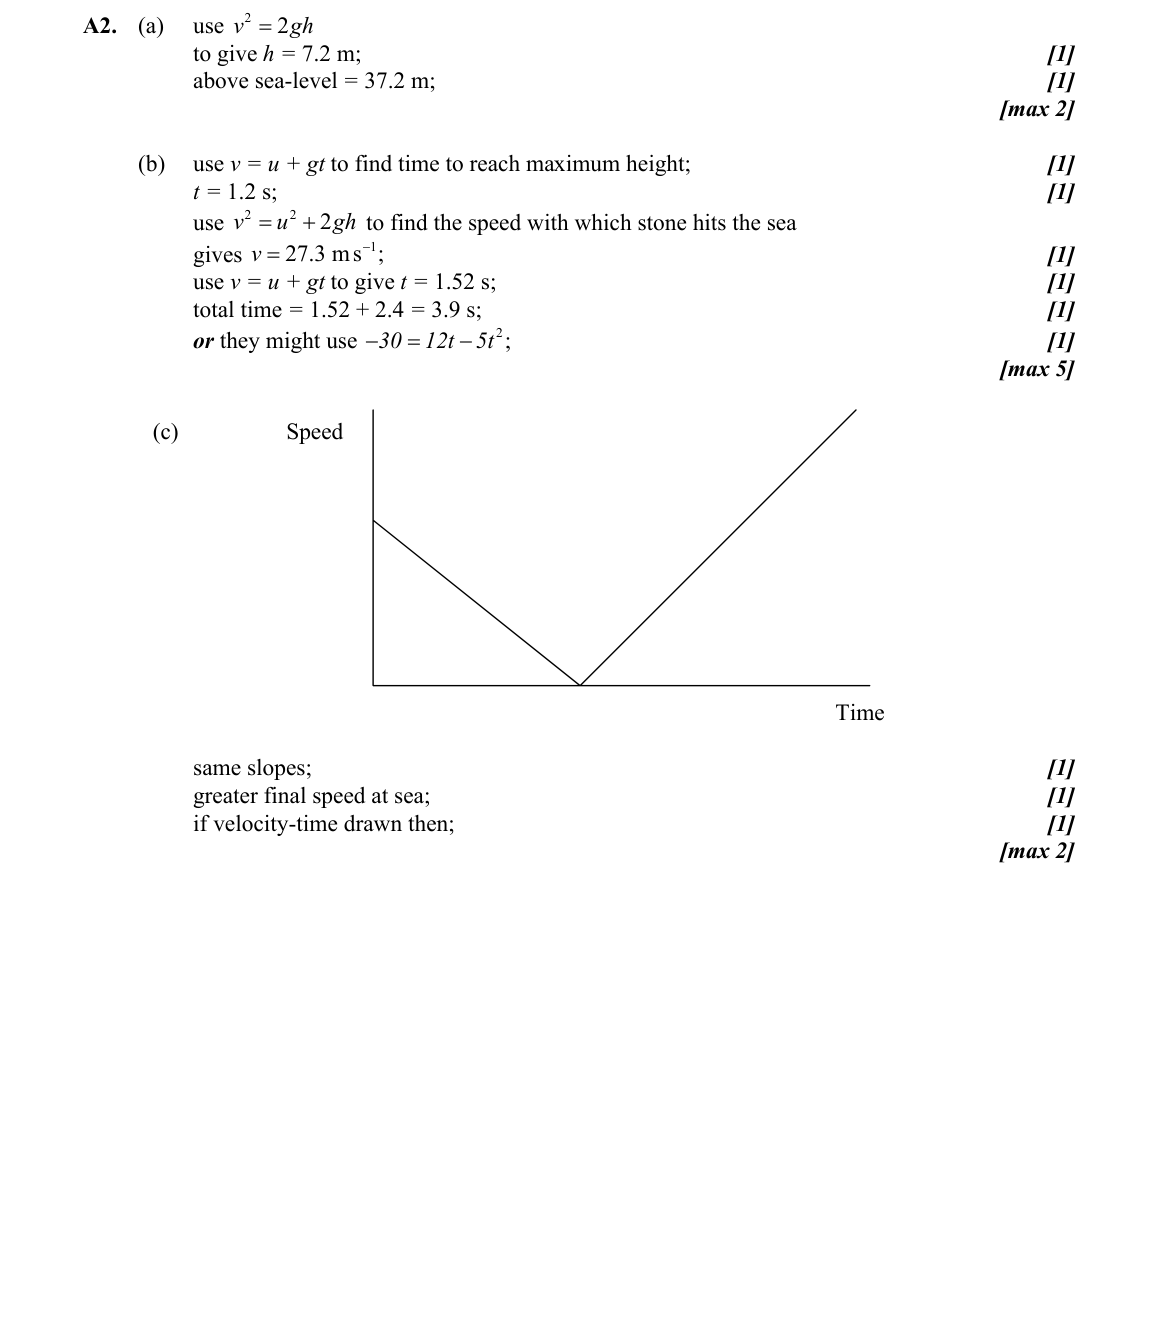 A2. (a) use v² = 2gh
to give h = 7.2 m; [1]
above sea-level = 37.2 m; [1]
[max 2]
(b) use v = u + gt to find time to reach maximum height; [1]
t = 1.2 s; [1]
use v² = u² + 2gh to find the speed with which stone hits the sea
gives v = 27.3 m s⁻¹; [1]
use v = u + gt to give t = 1.52 s; [1]
total time = 1.52 + 2.4 = 3.9 s; [1]
or they might use −30 = 12t − 5t²; [1]
[max 5]
(c) Speed
Time
same slopes; [1]
greater final speed at sea; [1]
if velocity-time drawn then; [1]
[max 2]